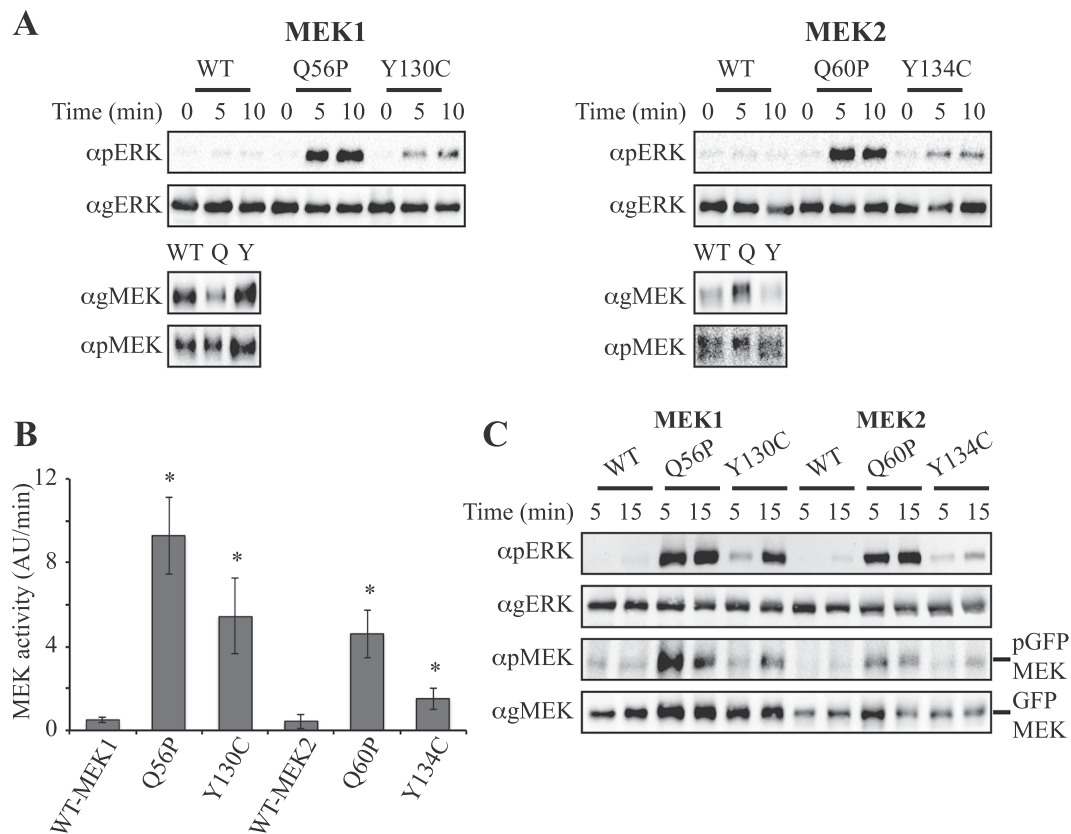 A
MEK1
WT Q56P Y130C
Time (min) 0 5 10 0 5 10 0 5 10
αpERK
αgERK
WT Q Y
αgMEK
αpMEK
MEK2
WT Q60P Y134C
Time (min) 0 5 10 0 5 10 0 5 10
αpERK
αgERK
WT Q Y
αgMEK
αpMEK
B
MEK activity (AU/min)
12
8
4
0
* * * *
WT-MEK1 Q56P Y130C WT-MEK2 Q60P Y134C
C
MEK1 MEK2
WT Q56P Y130C WT Q60P Y134C
Time (min) 5 15 5 15 5 15 5 15 5 15 5 15
αpERK
αgERK
αpMEK
pGFP
MEK
αgMEK
GFP
MEK